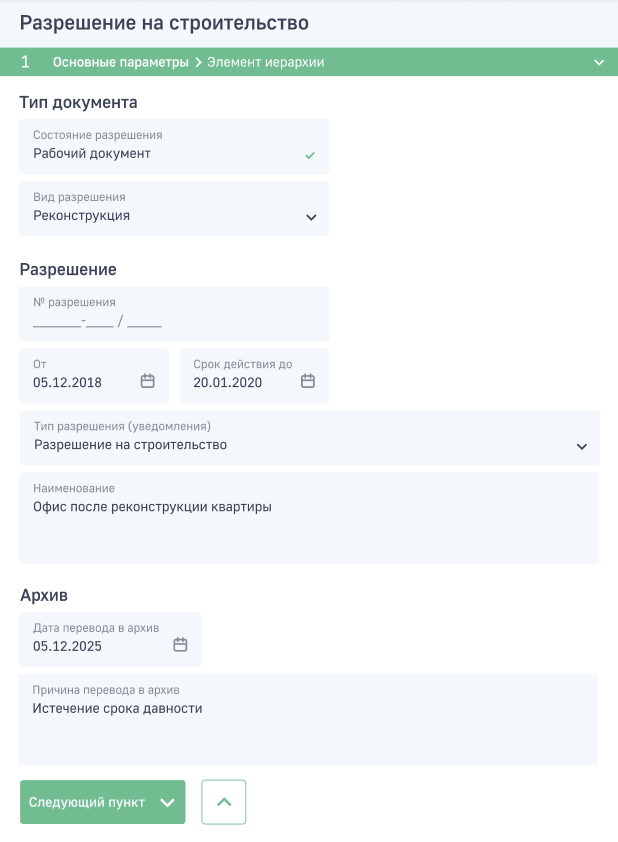 Разрешение на строительство
1 Основные параметры > Элемент иерархии
Тип документа
Состояние разрешения
Рабочий документ
Вид разрешения
Реконструкция
Разрешение
№ разрешения
_______-____ / _____
От
05.12.2018
Срок действия до
20.01.2020
Тип разрешения (уведомления)
Разрешение на строительство
Наименование
Офис после реконструкции квартиры
Архив
Дата перевода в архив
05.12.2025
Причина перевода в архив
Истечение срока давности
Следующий пункт